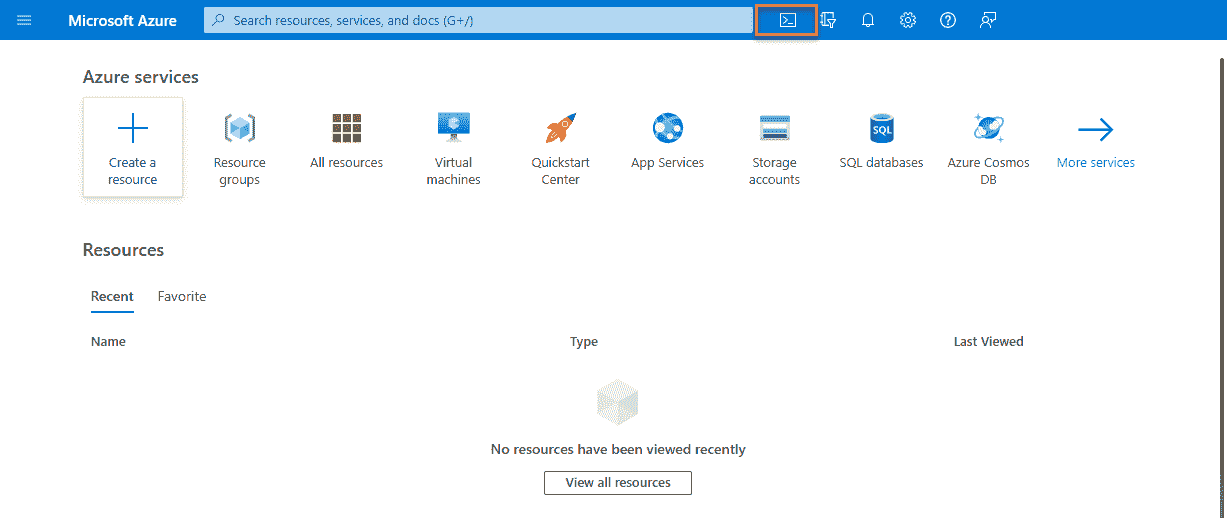 Microsoft Azure
Search resources, services, and docs (G+/)
Azure services
Create a
resource
Resource
groups
All resources
Virtual
machines
Quickstart
Center
App Services
Storage
accounts
SQL
SQL databases
Azure Cosmos
DB
More services
Resources
Recent Favorite
Name Type Last Viewed
No resources have been viewed recently
View all resources